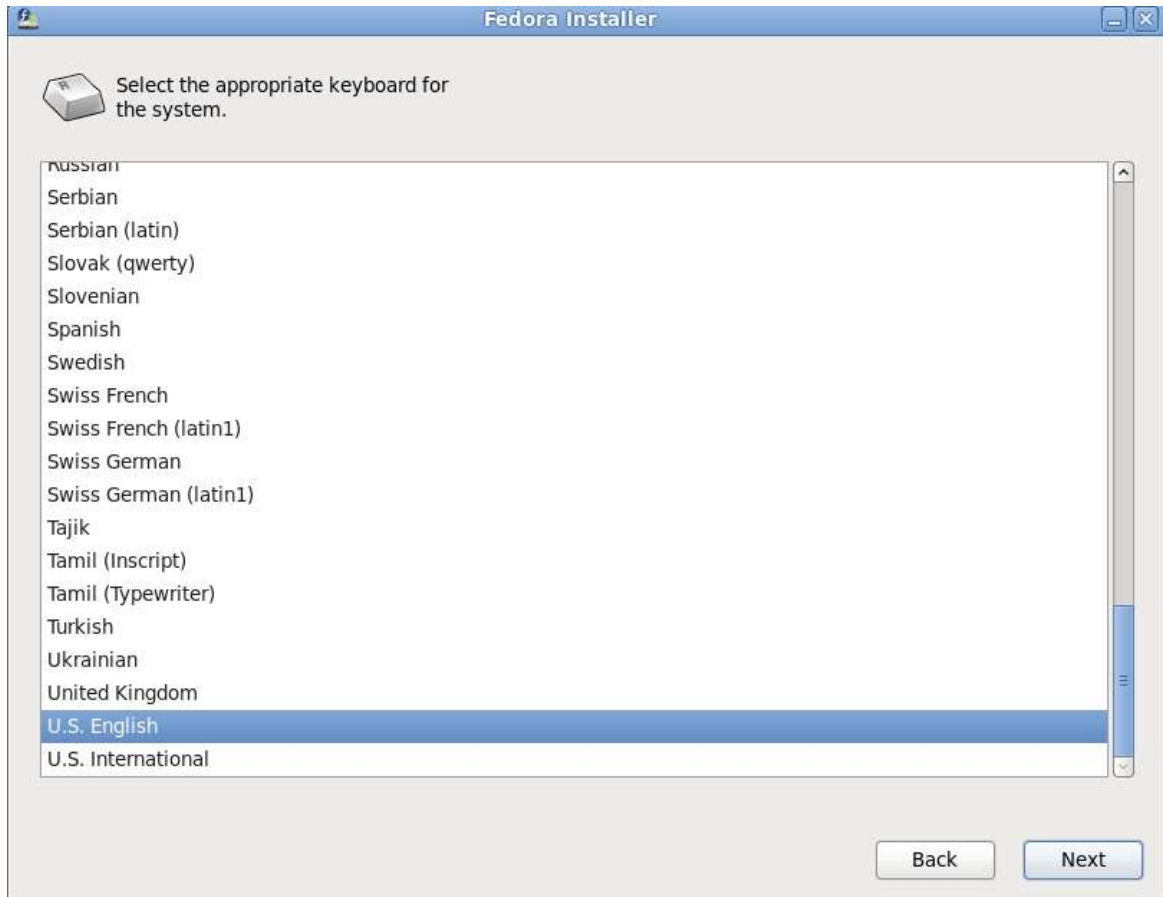 Fedora Installer
Select the appropriate keyboard for
the system.
Russian
Serbian
Serbian (latin)
Slovak (qwerty)
Slovenian
Spanish
Swedish
Swiss French
Swiss French (latin1)
Swiss German
Swiss German (latin1)
Tajik
Tamil (Inscript)
Tamil (Typewriter)
Turkish
Ukrainian
United Kingdom
U.S. English
U.S. International
Back
Next